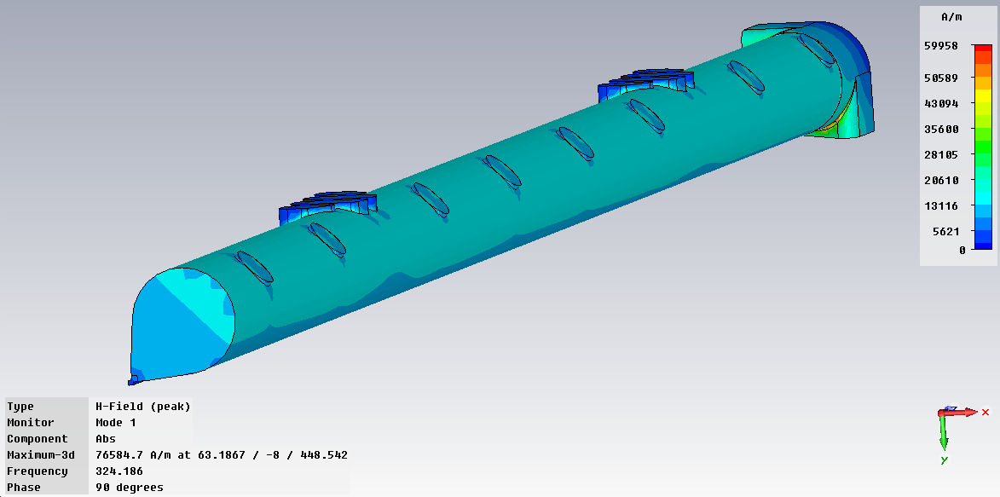 A/m
59958
50589
43094
35600
28105
20610
13116
5621
0
Type H-Field (peak)
Monitor Mode 1
Component Abs
Maximum-3d 76584.7 A/m at 63.1867 / -8 / 448.542
Frequency 324.186
Phase 90 degrees
x
y